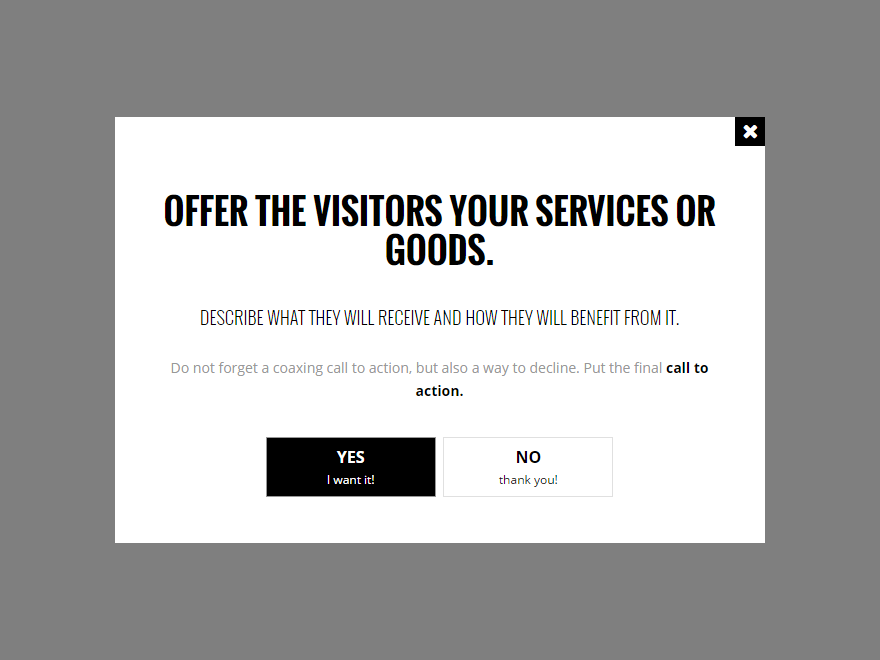 OFFER THE VISITORS YOUR SERVICES OR
GOODS.
DESCRIBE WHAT THEY WILL RECEIVE AND HOW THEY WILL BENEFIT FROM IT.
Do not forget a coaxing call to action, but also a way to decline. Put the final call to
action.
YES
I want it!
NO
thank you!